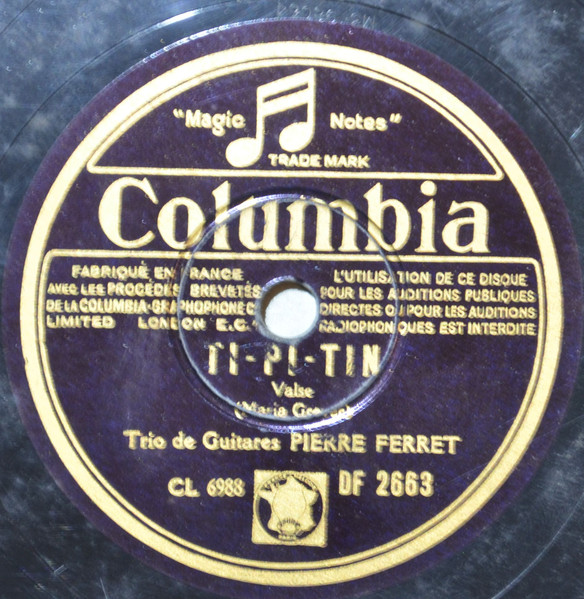 "Magic Notes"
TRADE MARK
Columbia
FABRIQUÉ EN FRANCE
AVEC LES PROCÉDÉS BREVETÉS
DE LA COLUMBIA-GRAPHOPHONE C
LIMITED LONDON E.C.
L'UTILISATION DE CE DISQUE
POUR LES AUDITIONS PUBLIQUES
DIRECTES OU POUR LES AUDITIONS
RADIOPHONIQUES EST INTERDITE
TI-PI-TIN
Valse
(Maria Grever)
Trio de Guitares PIERRE FERRET
CL 6988 DF 2663